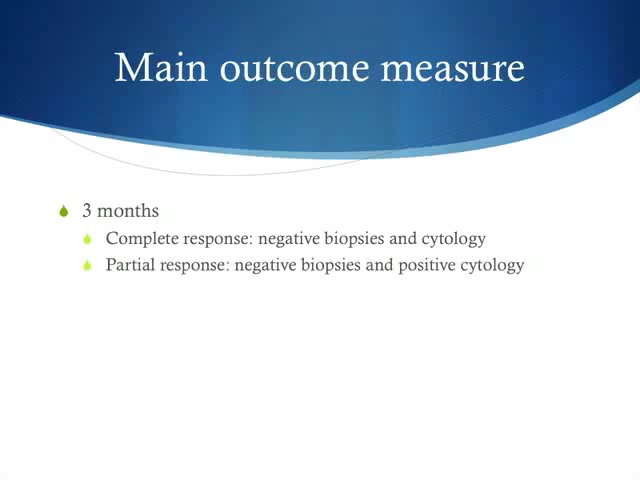 Main outcome measure
3 months
Complete response: negative biopsies and cytology
Partial response: negative biopsies and positive cytology